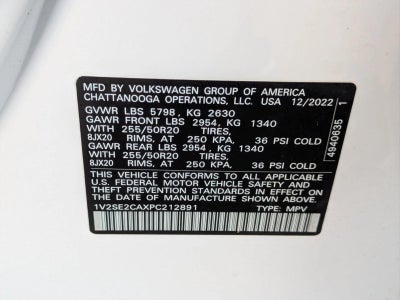 MFD. BY VOLKSWAGEN GROUP OF AMERICA
CHATTANOOGA OPERATIONS, LLC. USA 12/2022
GVWR LBS 5798, KG 2630
GAWR FRONT LBS 2954, KG 1340
WITH 255/50R20 TIRES,
8JX20 RIMS, AT 250 KPA, 36 PSI COLD
GAWR REAR LBS 2954, KG 1340
WITH 255/50R20 TIRES,
8JX20 RIMS, AT 250 KPA, 36 PSI COLD
THIS VEHICLE CONFORMS TO ALL APPLICABLE
U.S. FEDERAL MOTOR VEHICLE SAFETY AND
THEFT PREVENTION STANDARDS IN EFFECT
ON THE DATE OF MANUFACTURE SHOWN ABOVE.
1V2SE2CAXPC212891 TYPE: MPV
4940635 1